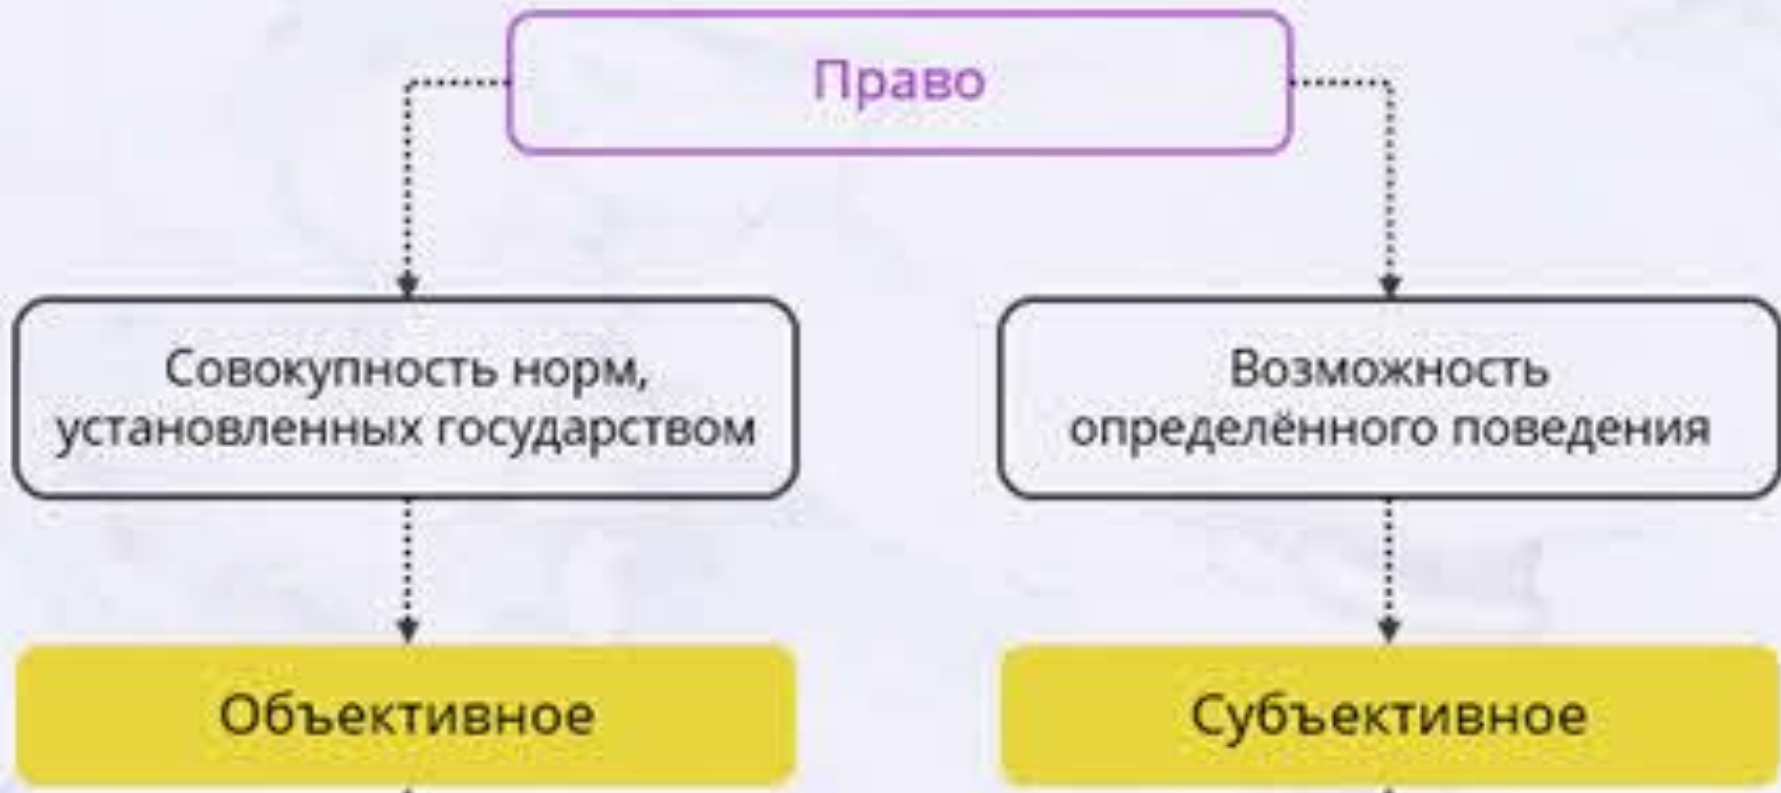 Право
Совокупность норм,
установленных государством
Возможность
определённого поведения
Объективное
Субъективное